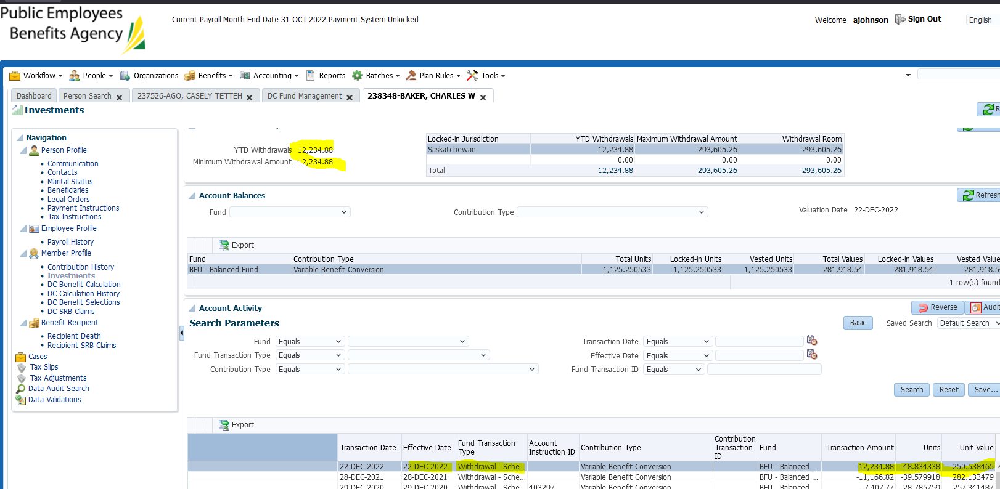 Public Employees
Benefits Agency
Current Payroll Month End Date 31-OCT-2022 Payment System Unlocked
Welcome ajohnson Sign Out English
Workflow People Organizations Benefits Accounting Reports Batches Plan Rules Tools
Dashboard Person Search 237526-AGO, CASELY TETTEH DC Fund Management 238348-BAKER, CHARLES W
Investments
Navigation
Person Profile
Communication
Contacts
Marital Status
Beneficiaries
Legal Orders
Payment Instructions
Tax Instructions
Employee Profile
Payroll History
Member Profile
Contribution History
Investments
DC Benefit Calculation
DC Calculation History
DC Benefit Selections
DC SRB Claims
Benefit Recipient
Recipient Death
Recipient SRB Claims
Cases
Tax Slips
Tax Adjustments
Data Audit Search
Data Validations
YTD Withdrawals 12,234.88
Minimum Withdrawal Amount 12,234.88
Locked-in Jurisdiction YTD Withdrawals Maximum Withdrawal Amount Withdrawal Room
Saskatchewan 12,234.88 293,605.26 293,605.26
0.00 0.00 0.00
Total 12,234.88 293,605.26 293,605.26
Account Balances Refresh
Fund Contribution Type Valuation Date 22-DEC-2022
Export
Fund Contribution Type Total Units Locked-in Units Vested Units Total Values Locked-in Values Vested Value
BFU - Balanced Fund Variable Benefit Conversion 1,125.250533 1,125.250533 1,125.250533 281,918.54 281,918.54 281,918.5
1 row(s) found
Account Activity Reverse Audit
Search Parameters Basic Saved Search Default Search
Fund Equals Transaction Date Equals
Fund Transaction Type Equals Effective Date Equals
Contribution Type Equals Fund Transaction ID Equals
Search Reset Save...
Export
Transaction Date Effective Date Fund Transaction Type Account Instruction ID Contribution Type Contribution Transaction ID Fund Transaction Amount Units Unit Value
22-DEC-2022 22-DEC-2022 Withdrawal - Sche... Variable Benefit Conversion BFU - Balanced ... -12,234.88 -48.834338 250.538465
28-DEC-2021 28-DEC-2021 Withdrawal - Sche... Variable Benefit Conversion BFU - Balanced ... -11,166.82 -39.579918 282.133479
29-DEC-2020 29-DEC-2020 Withdrawal - Sche... 403297 Variable Benefit Conversion BFU - Balanced ... -7,407.77 -28.785759 257.341487